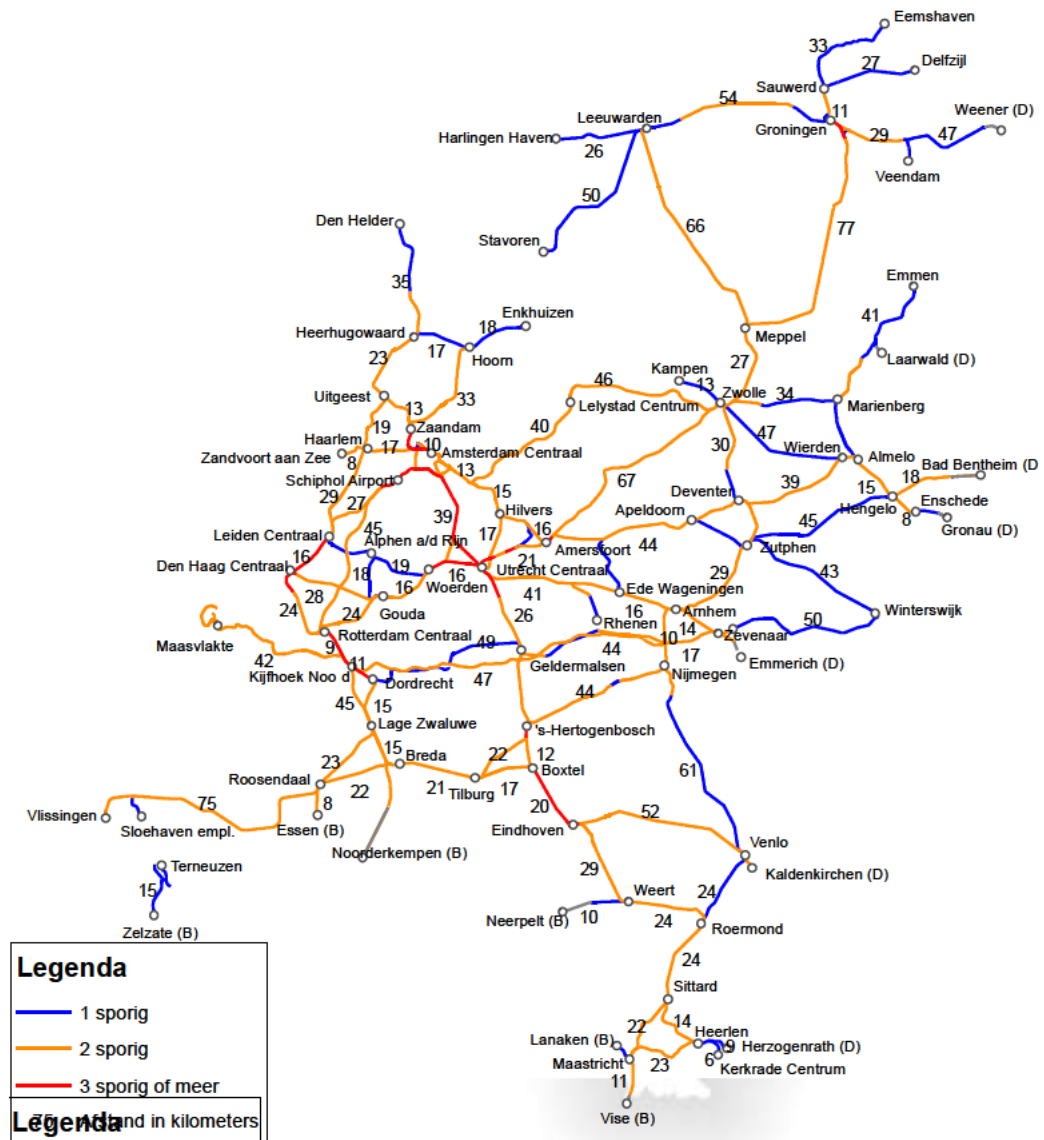 Eemshaven
33
Delfzijl
27
Sauwerd
54
Weener (D)
Leeuwarden
11
Groningen
29
47
Harlingen Haven
26
Veendam
50
Den Helder
66
77
Stavoren
Emmen
35
41
Enkhuizen
18
Heerhugowaard
17
Hoorn
Meppel
Laarwald (D)
23
27
Kampen
46
13
Zwolle
34
Uitgeest
33
Lelystad Centrum
Marienberg
13
Zaandam
40
19
Haarlem
17
10
Amsterdam Centraal
30
47
Wierden
Almelo
Zandvoort aan Zee
8
13
67
39
15
18
Bad Bentheim (D
Schiphol Airport
29
27
15
Deventer
Hengelo
Enschede
8
Gronau (D)
39
Hilvers
Apeldoorn
45
Leiden Centraal
45
17
16
Amersfoort
44
Zutphen
Alphen a/d Rijn
16
21
Den Haag Centraal
18
19
Woerden
16
Utrecht Centraal
29
43
28
16
41
Ede Wageningen
24
24
Gouda
26
16
Arnhem
50
Winterswijk
Rhenen
14
Zevenaar
Rotterdam Centraal
49
44
10
Maasvlakte
9
Geldermalsen
17
Emmerich (D)
42
11
47
Nijmegen
Kijfhoek Noo d
Dordrecht
45
15
44
Lage Zwaluwe
's-Hertogenbosch
15
Breda
22
12
61
23
Boxtel
Roosendaal
22
21
Tilburg
17
75
20
52
Vlissingen
Sloehaven empl.
8
Essen (B)
Eindhoven
Noorderkempen (B)
Venlo
Terneuzen
29
Kaldenkirchen (D)
15
Weert
24
Zelzate (B)
Neerpelt (B)
10
24
Roermond
24
Sittard
22
14
Heerlen
Lanaken (B)
9
Herzogenrath (D)
Maastricht
23
6
Kerkrade Centrum
11
Vise (B)
Legenda
1 sporig
2 sporig
3 sporig of meer
75 Afstand in kilometers
Legenda